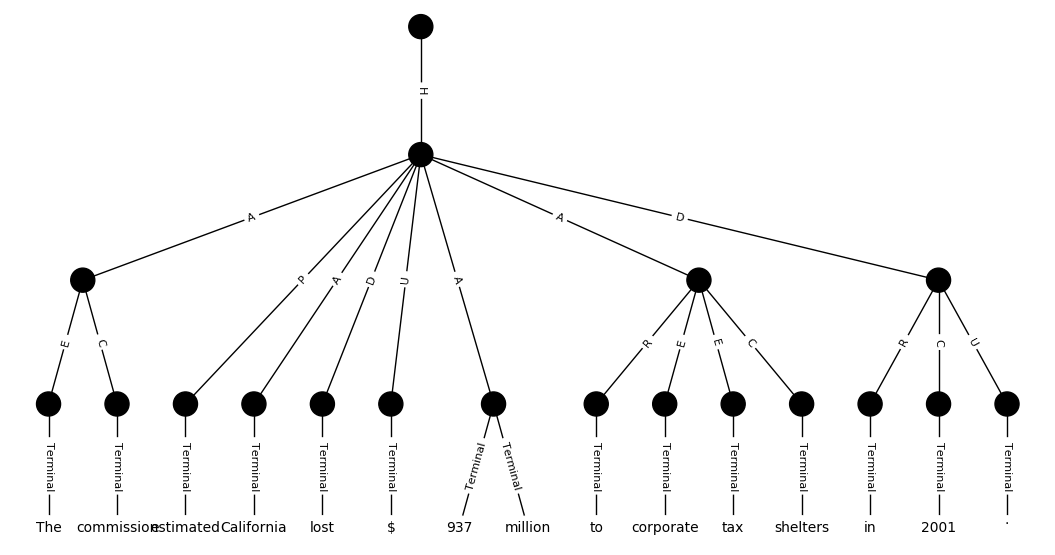 H
A P A D U A A D
E C R E E C R C U
Terminal Terminal Terminal Terminal Terminal Terminal Terminal Terminal Terminal Terminal Terminal Terminal Terminal Terminal Terminal
The commission estimated California lost $ 937 million to corporate tax shelters in 2001 .